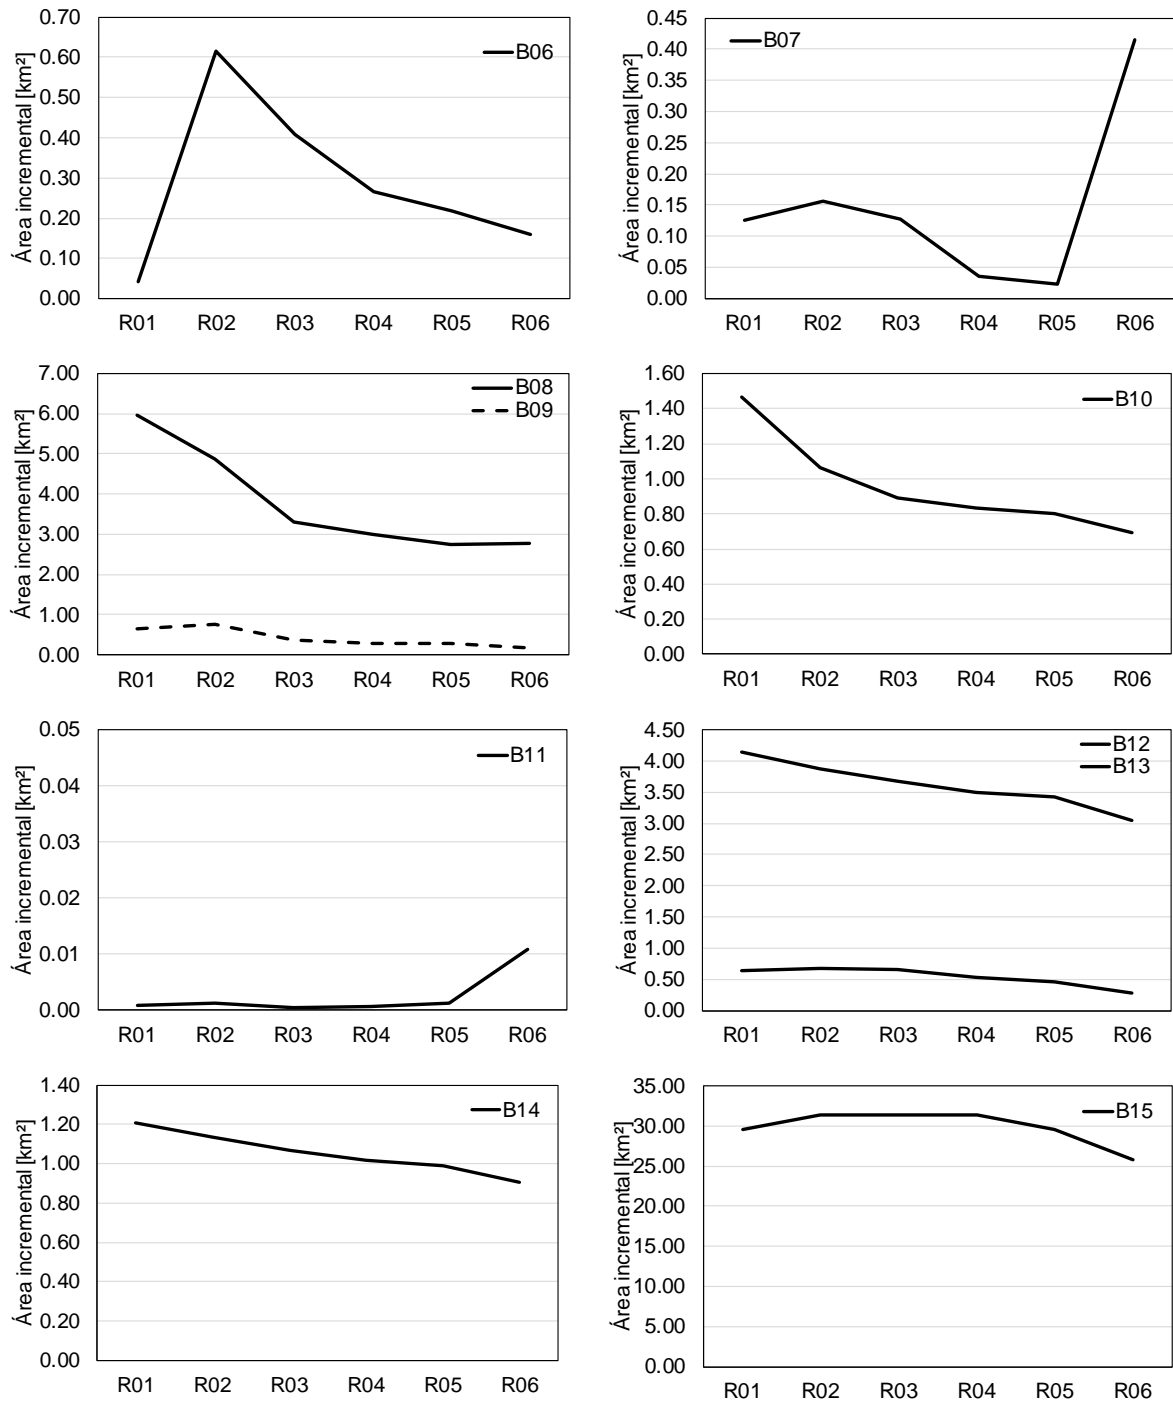 Área incremental [km²]
0.70
0.60
0.50
0.40
0.30
0.20
0.10
0.00
B06
R01 R02 R03 R04 R05 R06
Área incremental [km²]
0.45
0.40
0.35
0.30
0.25
0.20
0.15
0.10
0.05
0.00
B07
R01 R02 R03 R04 R05 R06
Área incremental [km²]
7.00
6.00
5.00
4.00
3.00
2.00
1.00
0.00
B08
B09
R01 R02 R03 R04 R05 R06
Área incremental [km²]
1.60
1.40
1.20
1.00
0.80
0.60
0.40
0.20
0.00
B10
R01 R02 R03 R04 R05 R06
Área incremental [km²]
0.05
0.04
0.03
0.02
0.01
0.00
B11
R01 R02 R03 R04 R05 R06
Área incremental [km²]
4.50
4.00
3.50
3.00
2.50
2.00
1.50
1.00
0.50
0.00
B12
B13
R01 R02 R03 R04 R05 R06
Área incremental [km²]
1.40
1.20
1.00
0.80
0.60
0.40
0.20
0.00
B14
R01 R02 R03 R04 R05 R06
Área incremental [km²]
35.00
30.00
25.00
20.00
15.00
10.00
5.00
0.00
B15
R01 R02 R03 R04 R05 R06